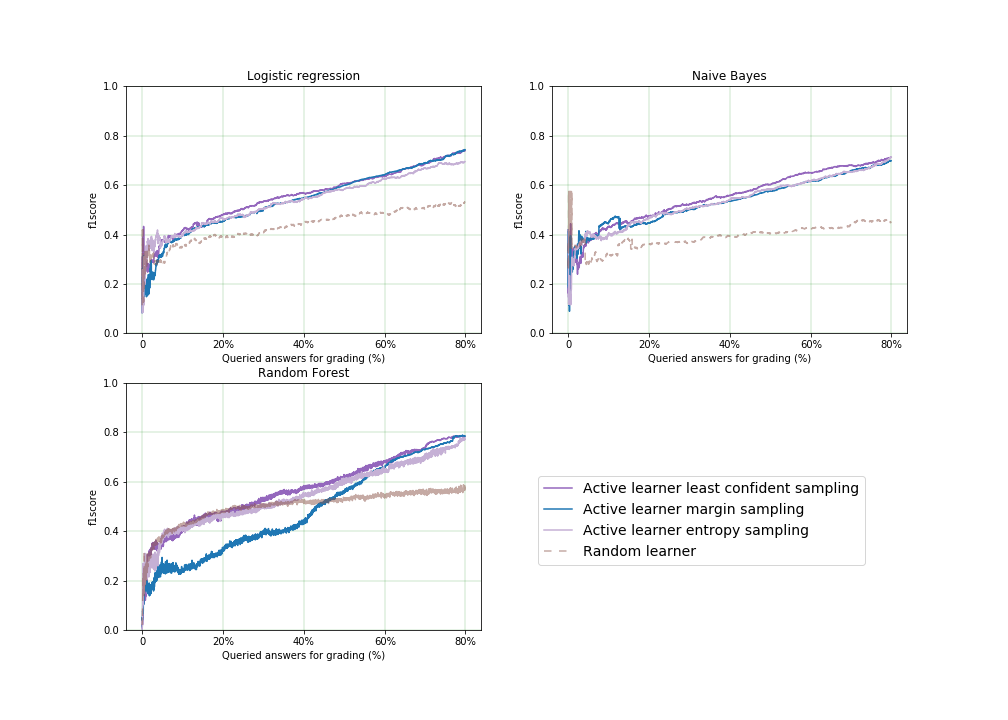 Logistic regression
1.0
0.8
0.6
0.4
0.2
0.0
f1score
0 20% 40% 60% 80%
Queried answers for grading (%)
Naive Bayes
1.0
0.8
0.6
0.4
0.2
0.0
f1score
0 20% 40% 60% 80%
Queried answers for grading (%)
Random Forest
1.0
0.8
0.6
0.4
0.2
0.0
f1score
0 20% 40% 60% 80%
Queried answers for grading (%)
Active learner least confident sampling
Active learner margin sampling
Active learner entropy sampling
Random learner